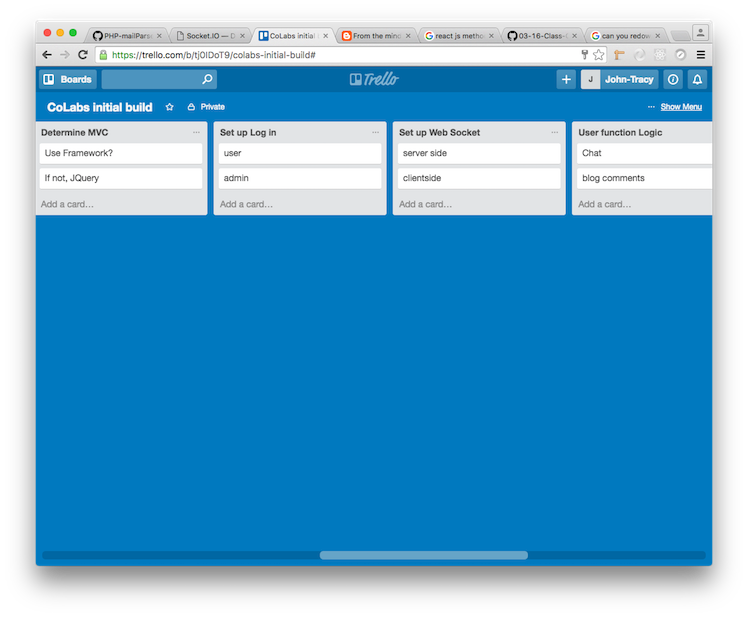 PHP-mailPars
Socket.IO — D
CoLabs initial
From the mind
react js meth
03-16-Class-
can you redow
https://trello.com/b/tj0IDoT9/colabs-initial-build#
Boards
Trello
J John-Tracy
CoLabs initial build
Private
... Show Menu
Determine MVC
Use Framework?
If not, JQuery
Add a card…
Set up Log in
user
admin
Add a card…
Set up Web Socket
server side
clientside
Add a card…
User function Logic
Chat
blog comments
Add a card…